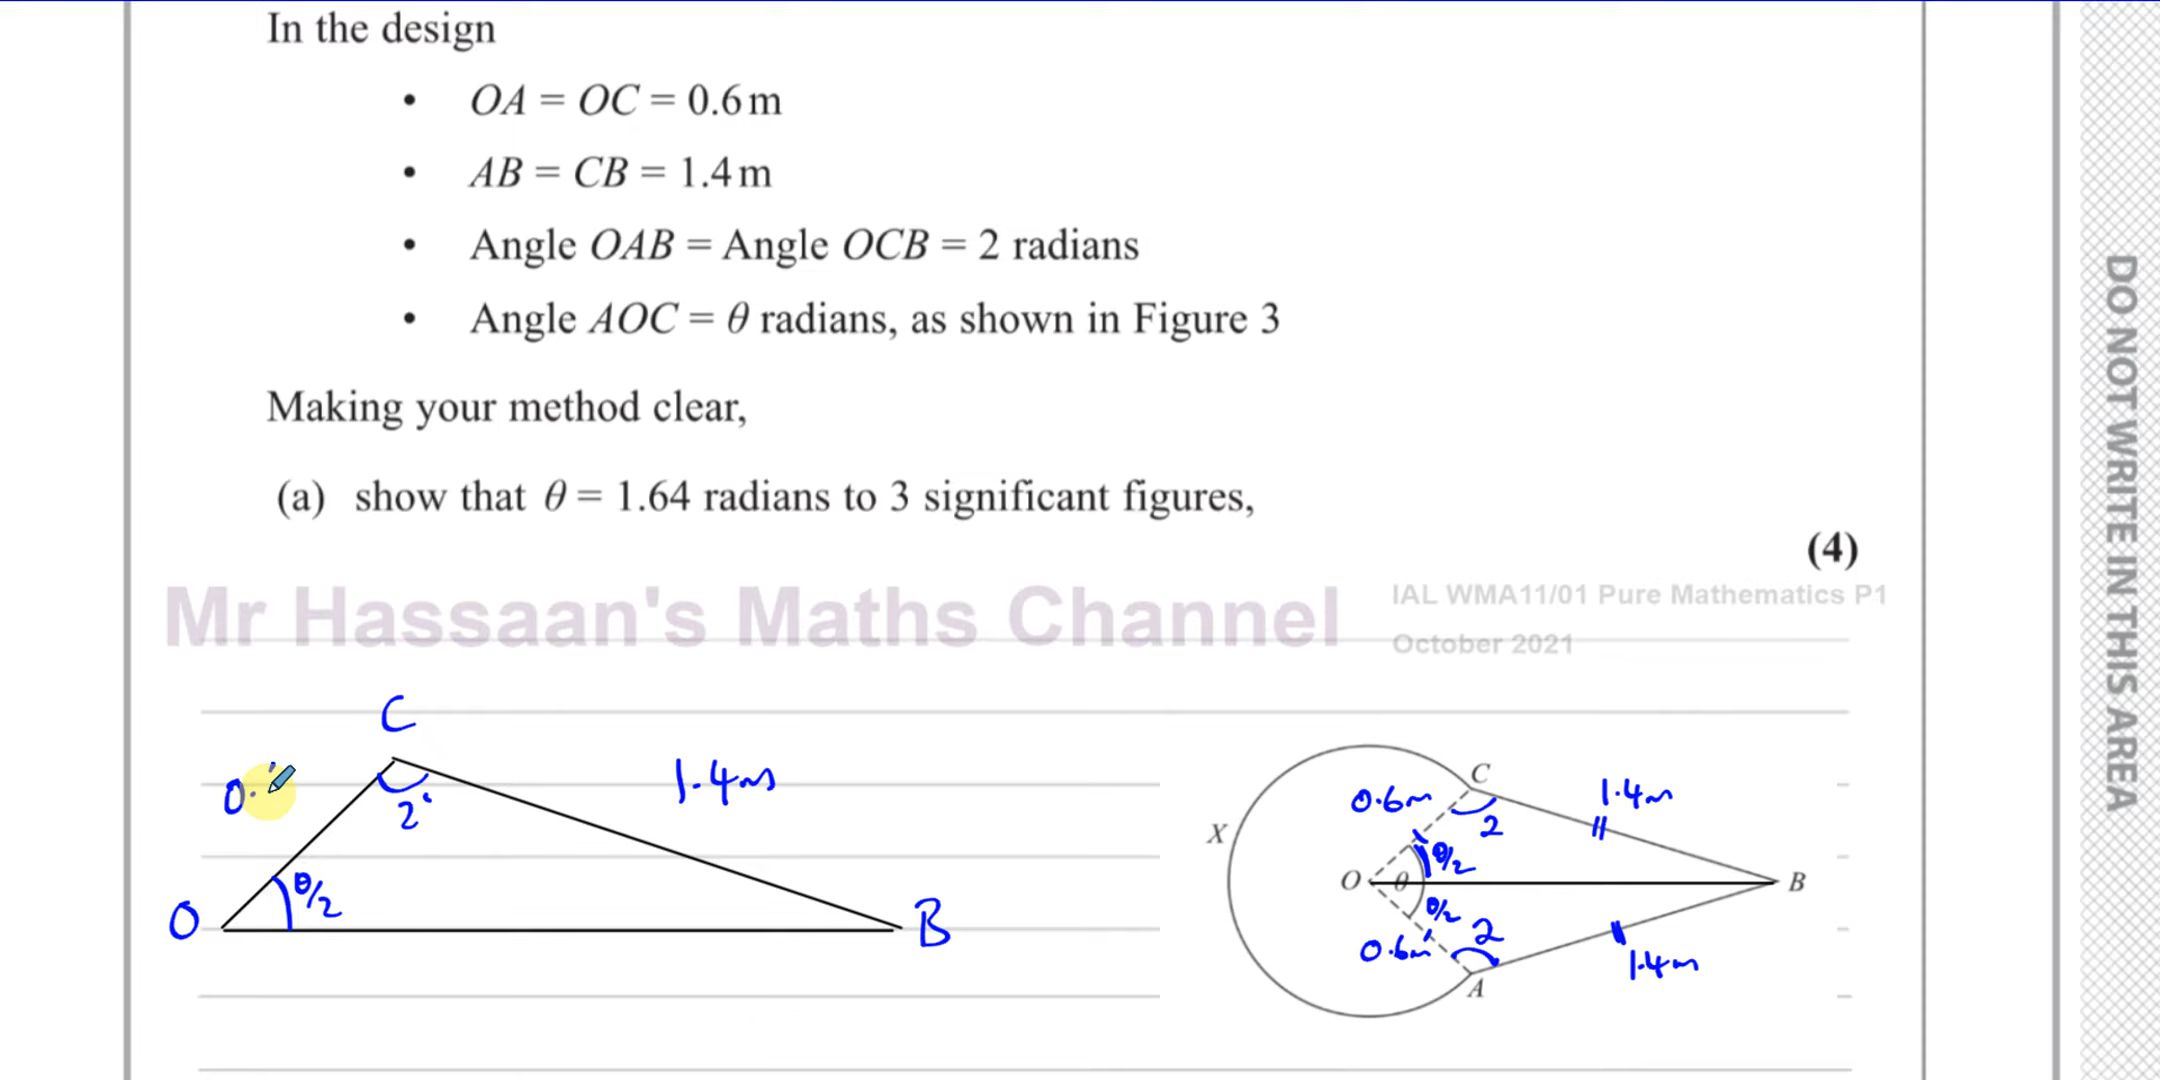 In the design
• OA = OC = 0.6 m
• AB = CB = 1.4 m
• Angle OAB = Angle OCB = 2 radians
• Angle AOC = θ radians, as shown in Figure 3
Making your method clear,
(a) show that θ = 1.64 radians to 3 significant figures,
(4)
Mr Hassaan's Maths Channel
IAL WMA11/01 Pure Mathematics P1
October 2021
C
0.
1.4m
2ᶜ
θ/2
O
B
C
0.6m
1.4m
2
X
θ/2
O
θ
B
θ/2
2
0.6m
1.4m
A
DO NOT WRITE IN THIS AREA